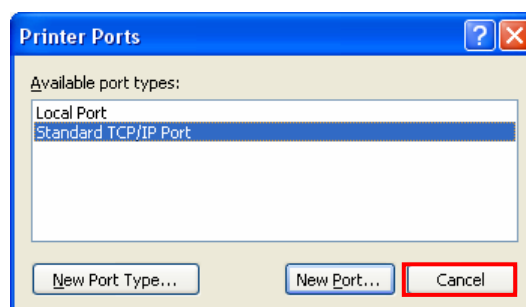 Printer Ports
Available port types:
Local Port
Standard TCP/IP Port
New Port Type...
New Port...
Cancel